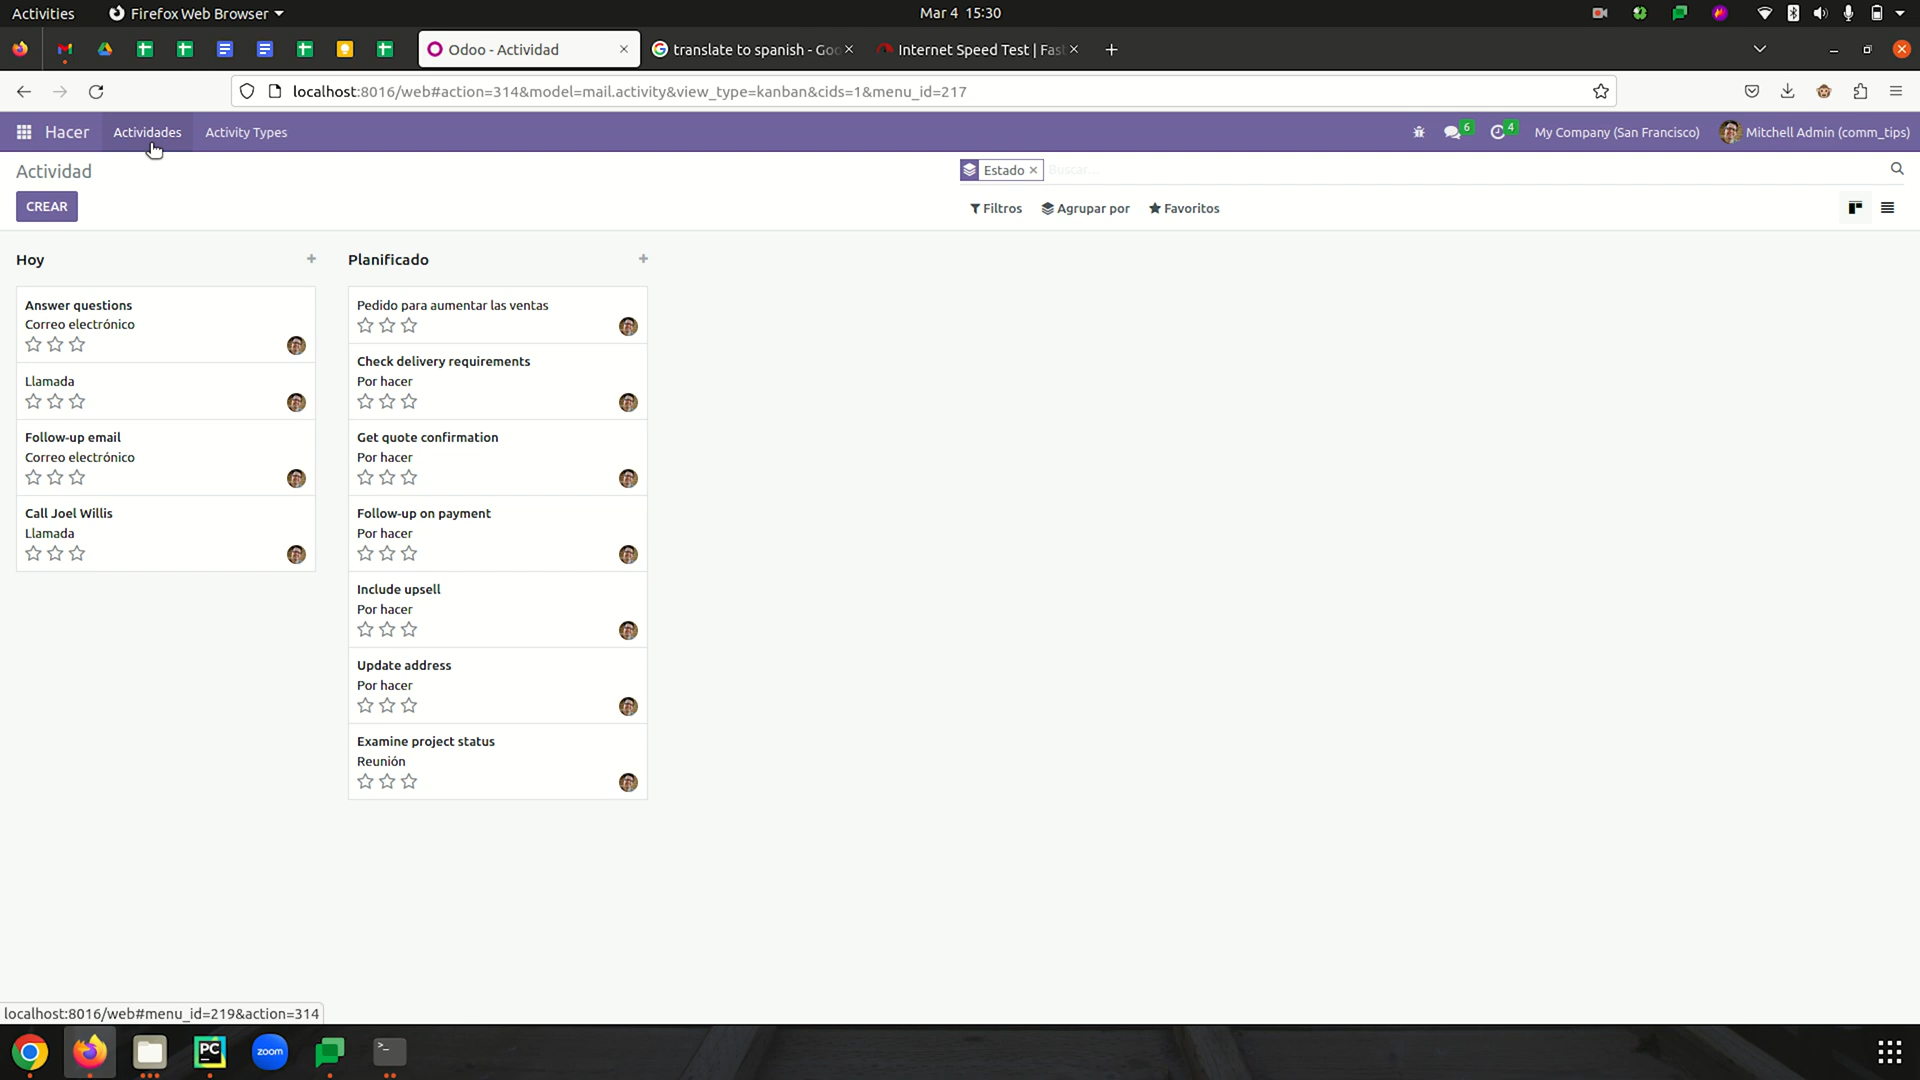 Activities
Firefox Web Browser
Mar 4 15:30
Odoo - Actividad
translate to spanish - Goo
Internet Speed Test | Fas
localhost:8016/web#action=314&model=mail.activity&view_type=kanban&cids=1&menu_id=217
Hacer
Actividades
Activity Types
6
4
My Company (San Francisco)
Mitchell Admin (comm_tips)
Actividad
Estado
Buscar...
CREAR
Filtros
Agrupar por
Favoritos
Hoy
Answer questions
Correo electrónico
Llamada
Follow-up email
Correo electrónico
Call Joel Willis
Llamada
Planificado
Pedido para aumentar las ventas
Check delivery requirements
Por hacer
Get quote confirmation
Por hacer
Follow-up on payment
Por hacer
Include upsell
Por hacer
Update address
Por hacer
Examine project status
Reunión
localhost:8016/web#menu_id=219&action=314
PC
zoom